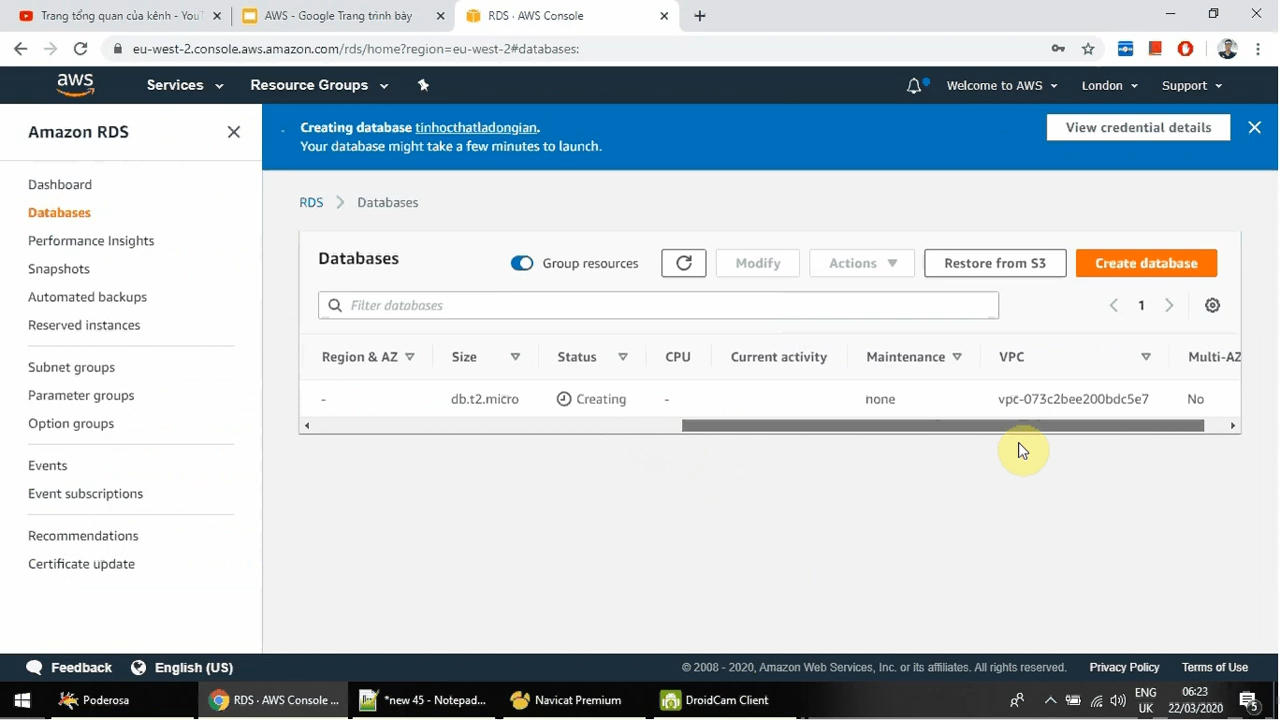 Trang tổng quan của kênh - YouT
AWS - Google Trang trình bày
RDS · AWS Console
eu-west-2.console.aws.amazon.com/rds/home?region=eu-west-2#databases:
aws
Services
Resource Groups
Welcome to AWS
London
Support
Amazon RDS
Dashboard
Databases
Performance Insights
Snapshots
Automated backups
Reserved instances
Subnet groups
Parameter groups
Option groups
Events
Event subscriptions
Recommendations
Certificate update
Creating database tinhocthatladongian.
Your database might take a few minutes to launch.
View credential details
RDS > Databases
Databases
Group resources
Modify
Actions
Restore from S3
Create database
Filter databases
1
Region & AZ Size Status CPU Current activity Maintenance VPC Multi-AZ
- db.t2.micro Creating - none vpc-073c2bee200bdc5e7 No
Feedback
English (US)
© 2008 - 2020, Amazon Web Services, Inc. or its affiliates. All rights reserved.
Privacy Policy
Terms of Use
Poderosa
RDS - AWS Console ...
*new 45 - Notepad...
Navicat Premium
DroidCam Client
ENG
UK
06:23
22/03/2020
5